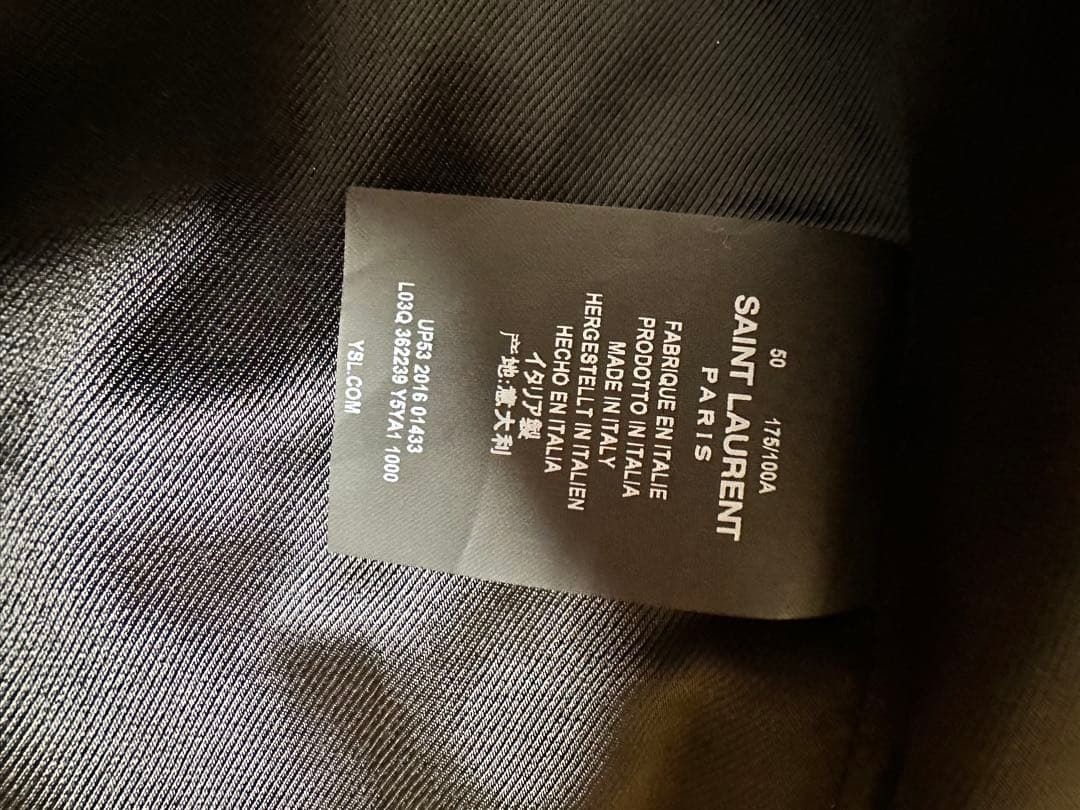 50 175/100A
SAINT LAURENT
PARIS
FABRIQUE EN ITALIE
PRODOTTO IN ITALIA
MADE IN ITALY
HERGESTELLT IN ITALIEN
HECHO EN ITALIA
イタリア製
产地:意大利
UP53 2016 01433
L03Q 362239 Y5YA1 1000
YSL.COM